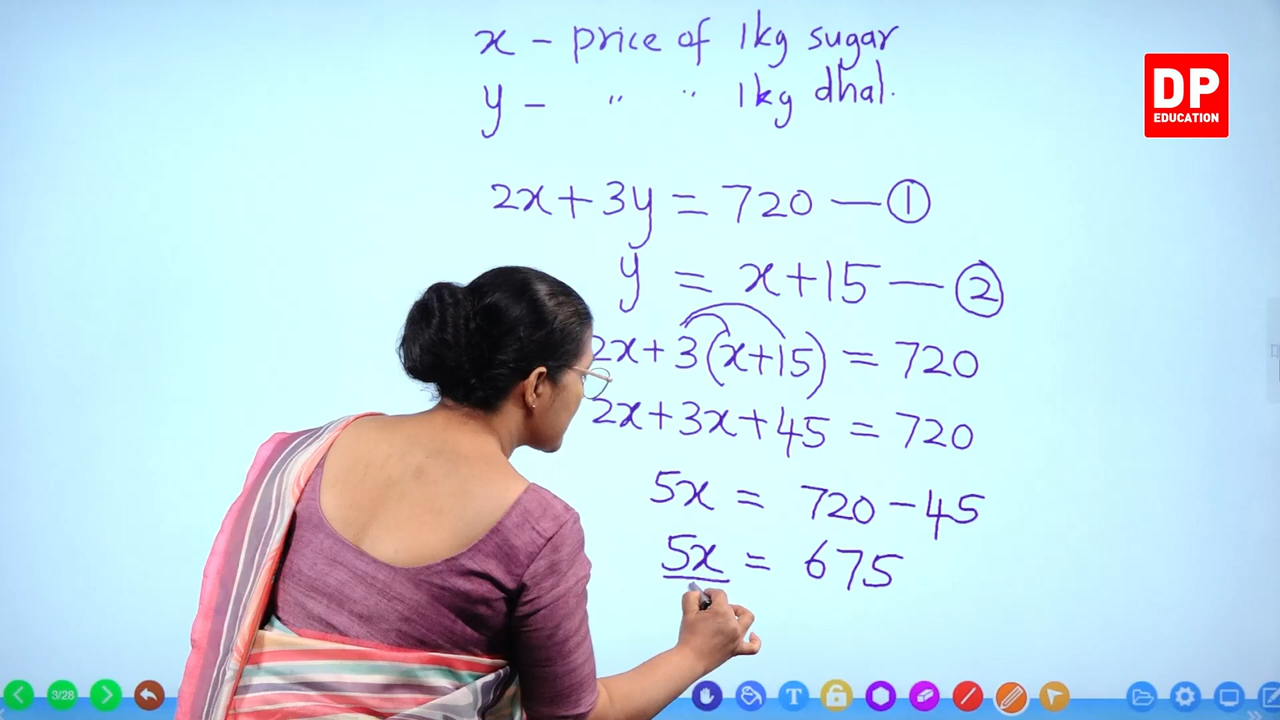 x – price of 1kg sugar
y – " " 1kg dhal.
DP
EDUCATION
2x + 3y = 720 — ①
y = x + 15 — ②
2x + 3(x + 15) = 720
2x + 3x + 45 = 720
5x = 720 – 45
5x = 675
3/28
T